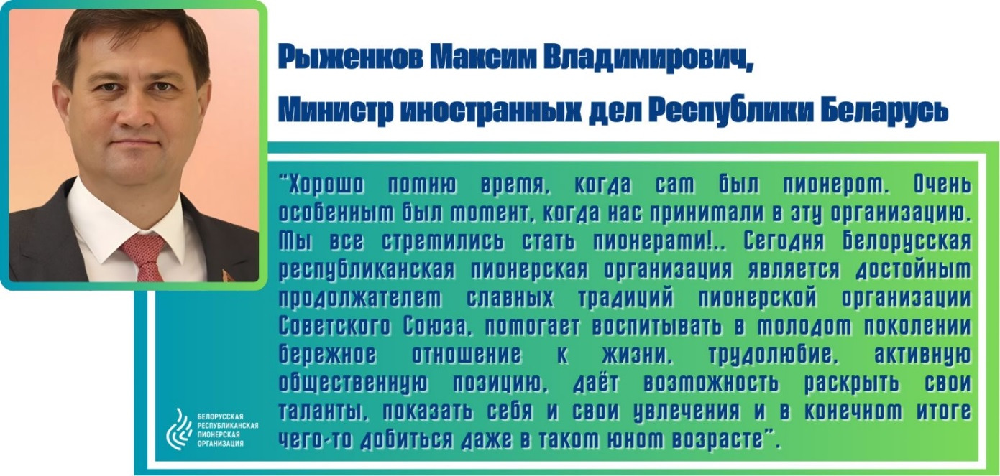 Рыженков Максим Владимирович,
Министр иностранных дел Республики Беларусь
“Хорошо помню время, когда сам был пионером. Очень
особенным был момент, когда нас принимали в эту организацию.
Мы все стремились стать пионерами!.. Сегодня Белорусская
республиканская пионерская организация является достойным
продолжателем славных традиций пионерской организации
Советского Союза, помогает воспитывать в молодом поколении
бережное отношение к жизни, трудолюбие, активную
общественную позицию, даёт возможность раскрыть свои
таланты, показать себя и свои увлечения и в конечном итоге
чего-то добиться даже в таком юном возрасте”.
БЕЛОРУССКАЯ
РЕСПУБЛИКАНСКАЯ
ПИОНЕРСКАЯ
ОРГАНИЗАЦИЯ